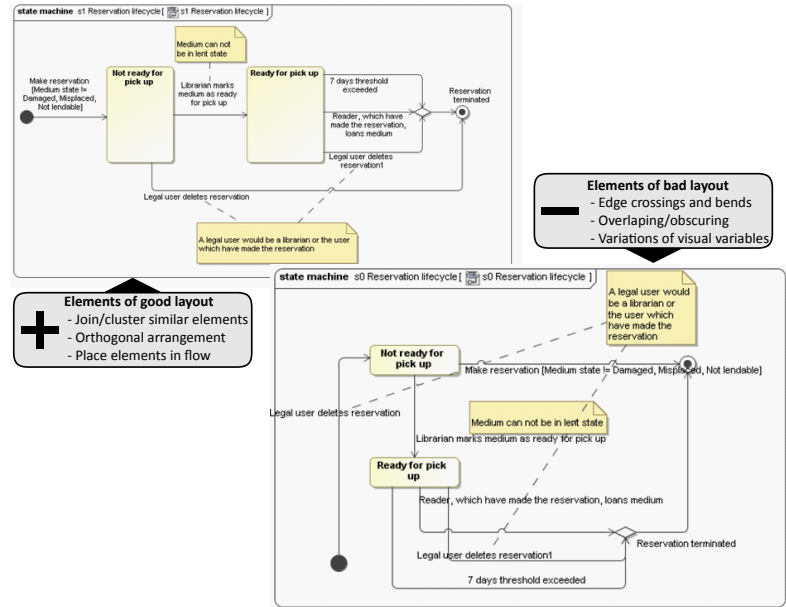 state machine s1 Reservation lifecycle [ s1 Reservation lifecycle ]
Medium can not
be in lent state
Make reservation
[Medium state !=
Damaged, Misplaced,
Not lendable]
Not ready for
pick up
Librarian marks
medium as ready
for pick up
Ready for pick up
7 days threshold
exceeded
Reader, which have
made the reservation,
loans medium
Legal user deletes
reservation1
Reservation
terminated
Legal user deletes reservation
A legal user would be a librarian or the user
which have made the reservation
Elements of bad layout
- Edge crossings and bends
- Overlaping/obscuring
- Variations of visual variables
Elements of good layout
- Join/cluster similar elements
- Orthogonal arrangement
- Place elements in flow
state machine s0 Reservation lifecycle [ s0 Reservation lifecycle ]
A legal user would
be a librarian or
the user which
have made the
reservation
Not ready for
pick up
Make reservation [Medium state != Damaged, Misplaced, Not lendable]
Legal user deletes reservation
Medium can not be in lent state
Librarian marks medium as ready for pick up
Ready for pick
up
Reader, which have made the reservation, loans medium
Reservation terminated
Legal user deletes reservation1
7 days threshold exceeded